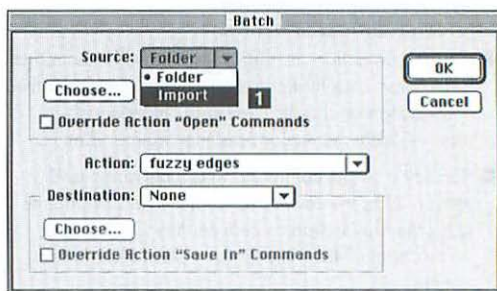 Batch
Source: Folder
• Folder
Import
1
Choose...
Override Action “Open” Commands
OK
Cancel
Action: fuzzy edges
Destination: None
Choose...
Override Action “Save In” Commands